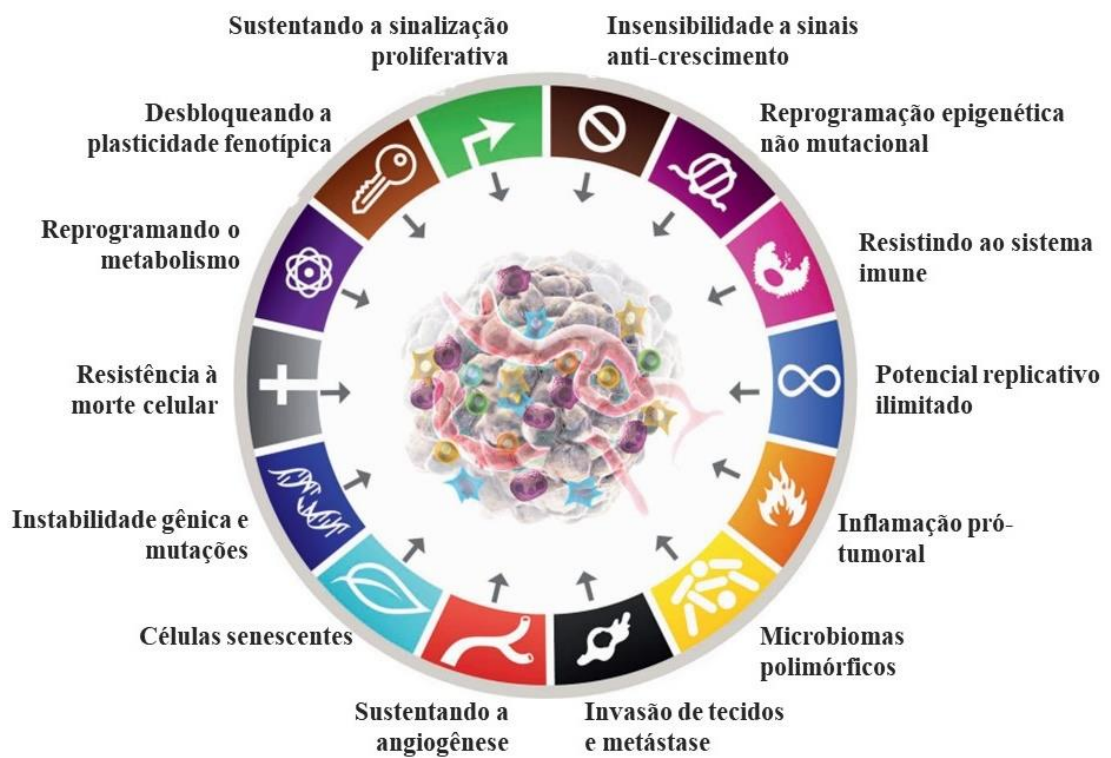 Sustentando a sinalização
proliferativa
Insensibilidade a sinais
anti-crescimento
Desbloqueando a
plasticidade fenotípica
Reprogramação epigenética
não mutacional
Reprogramando o
metabolismo
Resistindo ao sistema
imune
Resistência à
morte celular
Potencial replicativo
ilimitado
Instabilidade gênica e
mutações
Inflamação pró-
tumoral
Células senescentes
Microbiomas
polimórficos
Sustentando a
angiogênese
Invasão de tecidos
e metástase